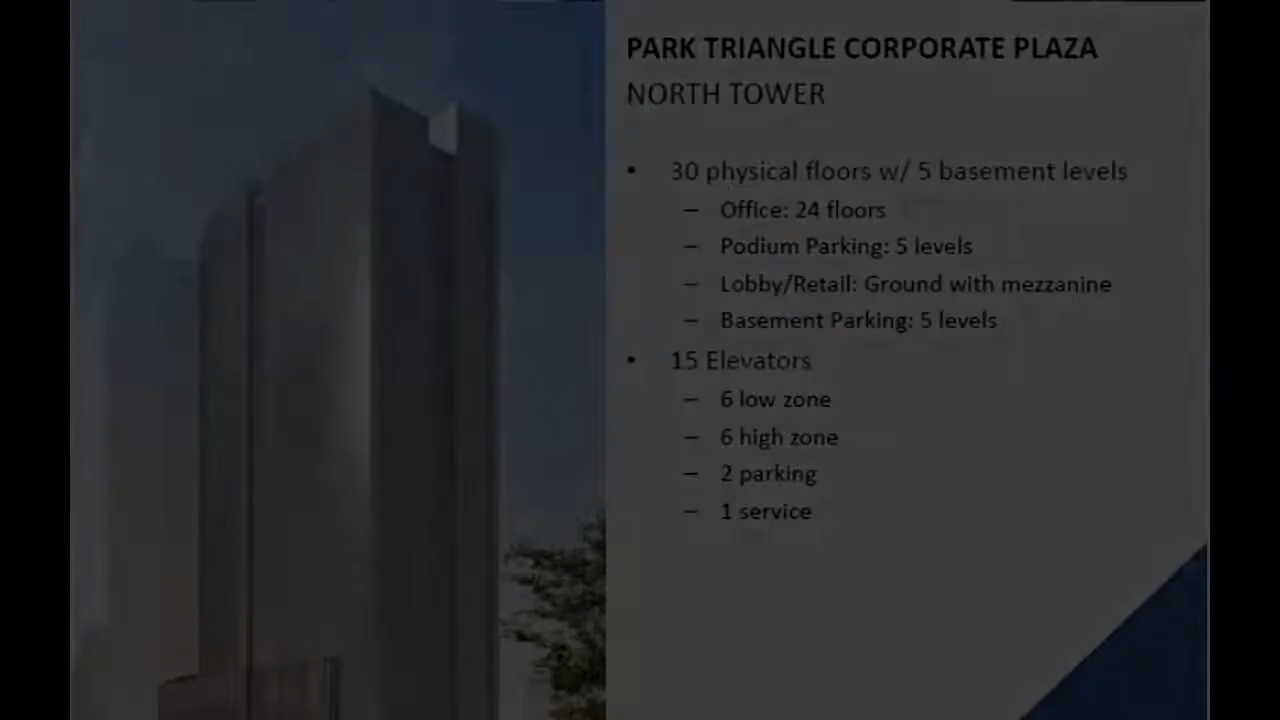 PARK TRIANGLE CORPORATE PLAZA
NORTH TOWER
• 30 physical floors w/ 5 basement levels
– Office: 24 floors
– Podium Parking: 5 levels
– Lobby/Retail: Ground with mezzanine
– Basement Parking: 5 levels
• 15 Elevators
– 6 low zone
– 6 high zone
– 2 parking
– 1 service